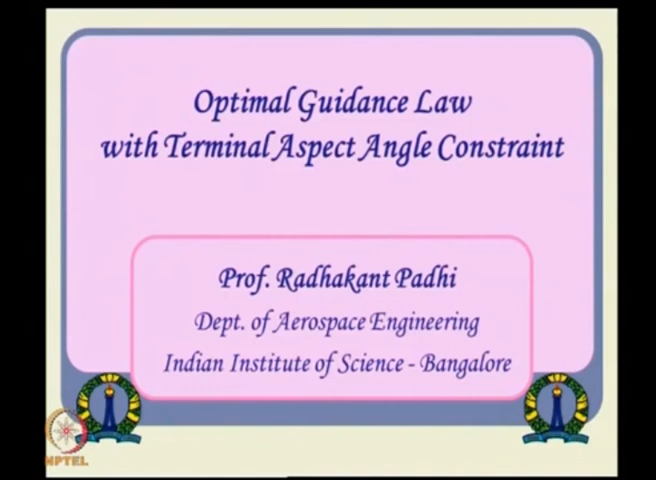 Optimal Guidance Law
with Terminal Aspect Angle Constraint
Prof. Radhakant Padhi
Dept. of Aerospace Engineering
Indian Institute of Science - Bangalore
NPTEL